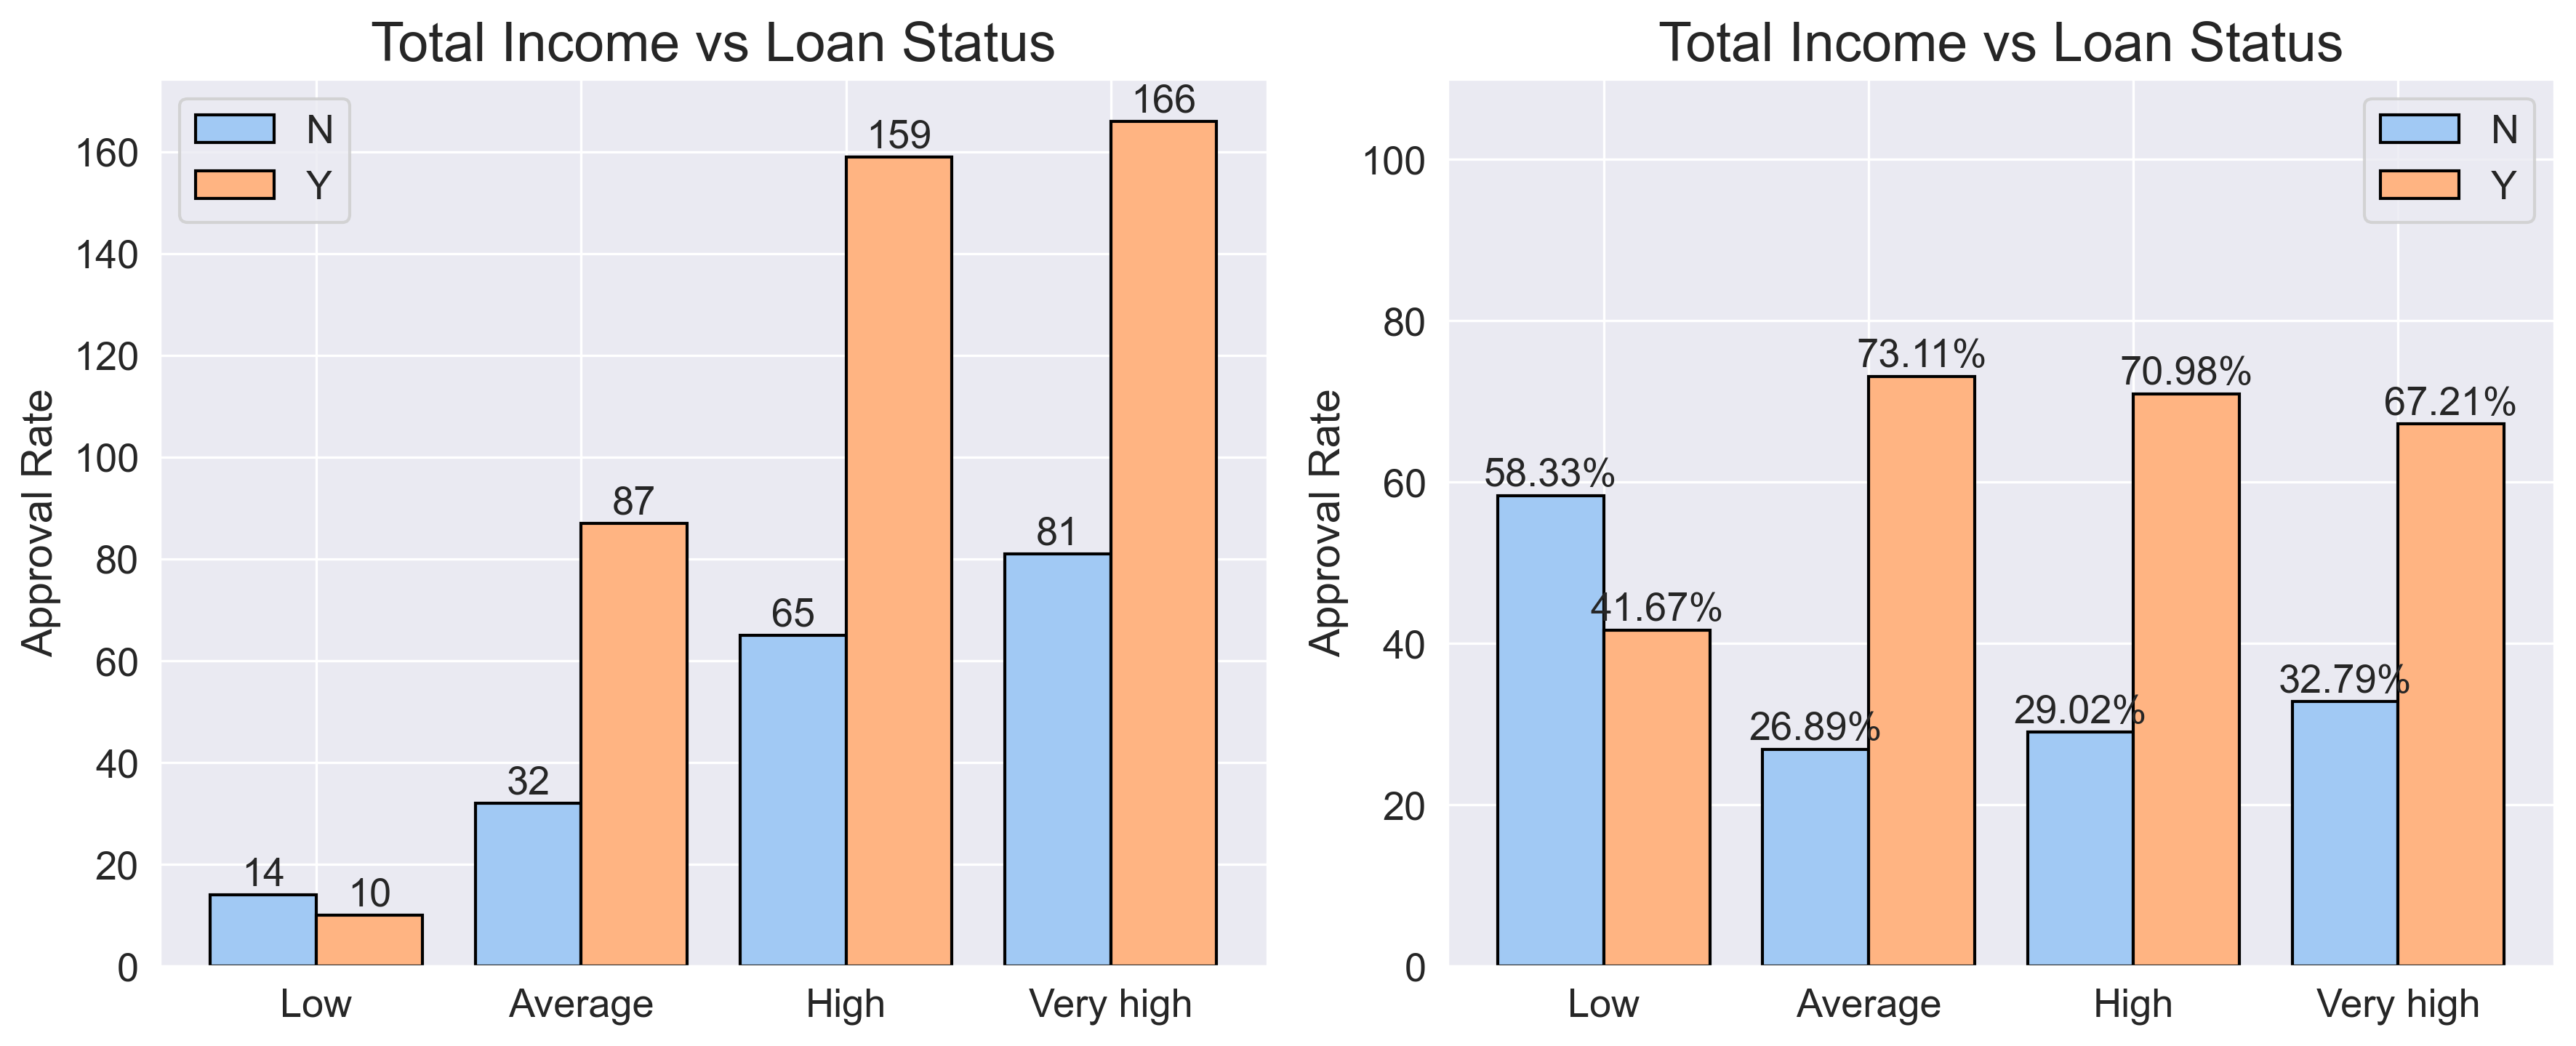 Total Income vs Loan Status
N
Y
Approval Rate
160
140
120
100
80
60
40
20
0
14
10
32
87
65
159
81
166
Low
Average
High
Very high
Total Income vs Loan Status
N
Y
Approval Rate
100
80
60
40
20
0
58.33%
41.67%
26.89%
73.11%
29.02%
70.98%
32.79%
67.21%
Low
Average
High
Very high